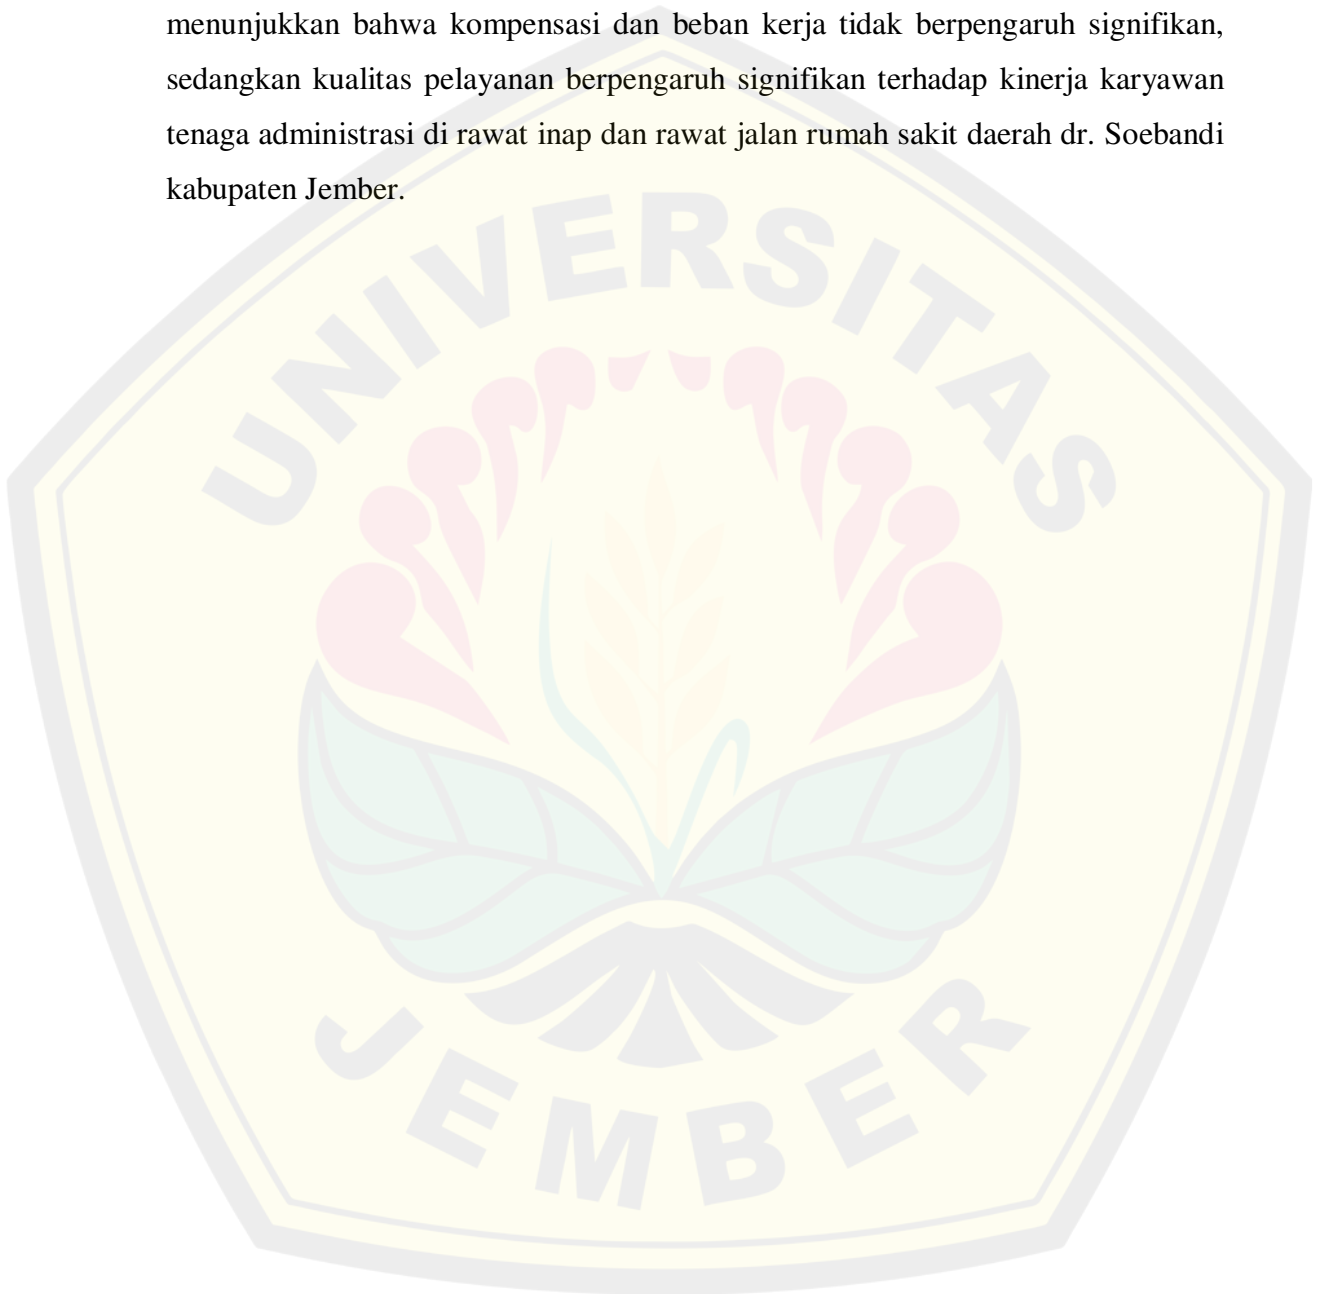 menunjukkan bahwa kompensasi dan beban kerja tidak berpengaruh signifikan,
sedangkan kualitas pelayanan berpengaruh signifikan terhadap kinerja karyawan
tenaga administrasi di rawat inap dan rawat jalan rumah sakit daerah dr. Soebandi
kabupaten Jember.
UNIVERSITAS
JEMBER